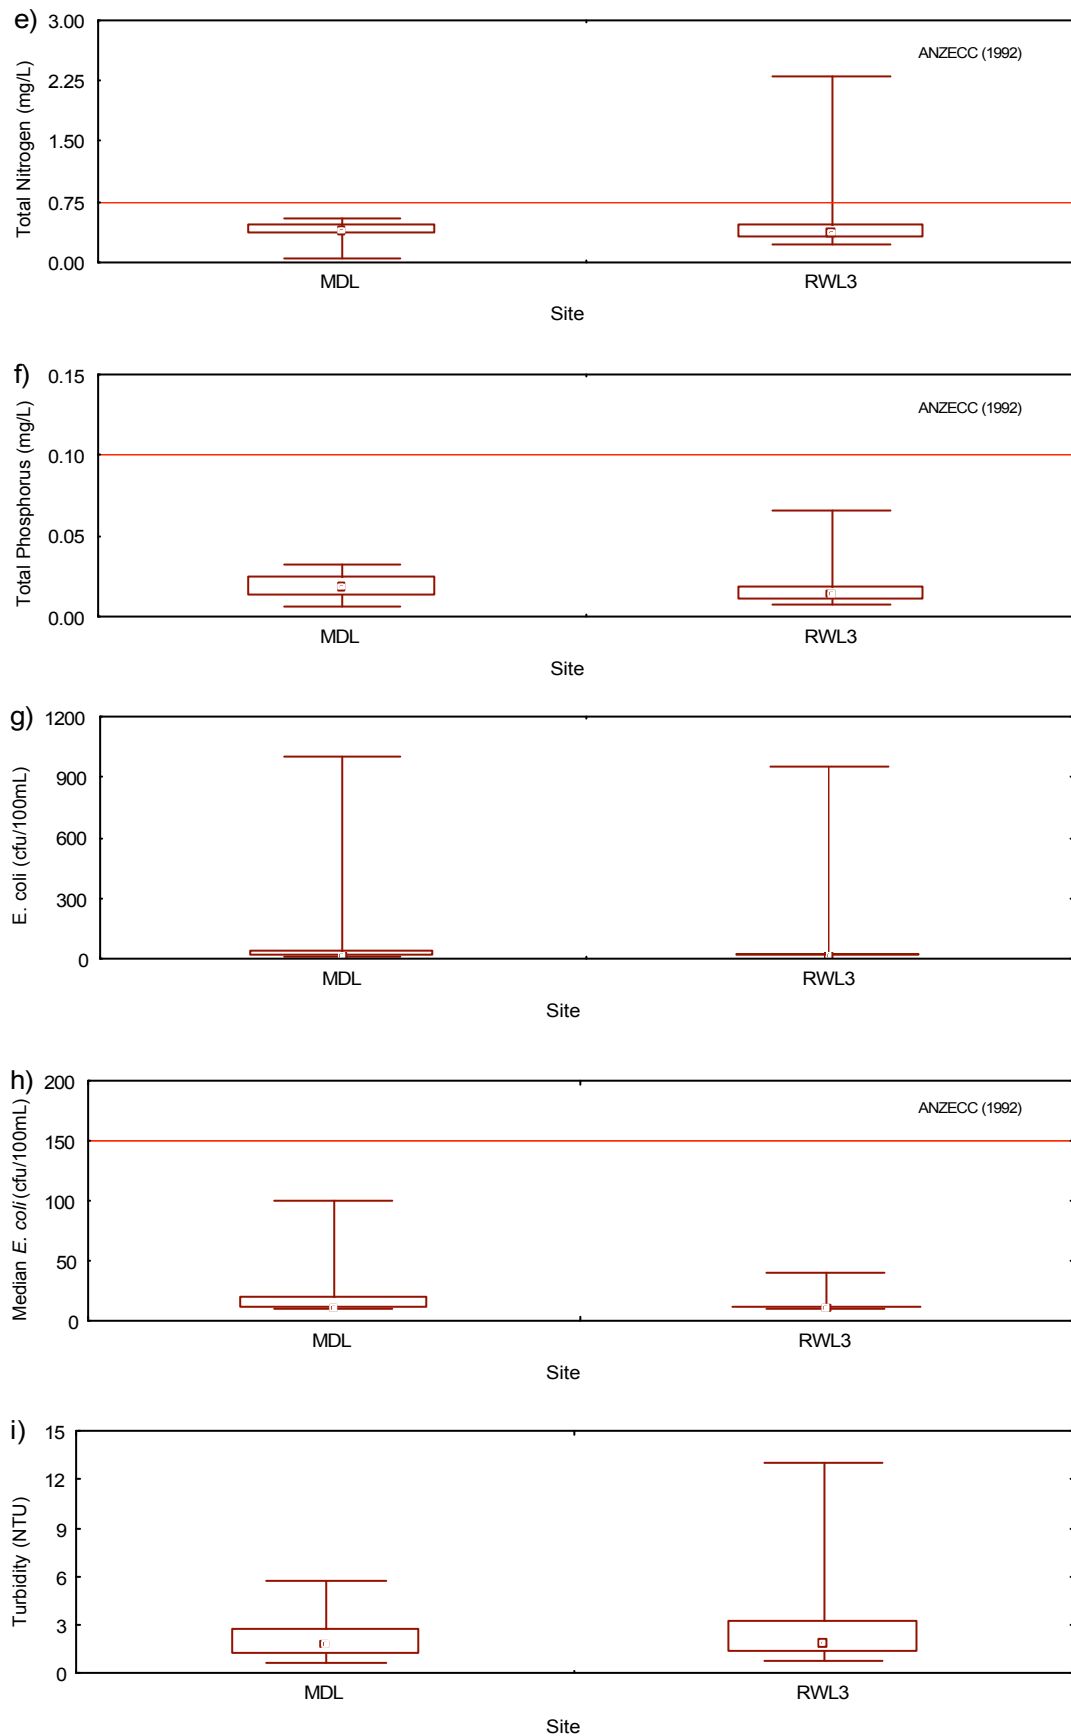 e)
3.00
ANZECC (1992)
2.25
1.50
0.75
0.00
Total Nitrogen (mg/L)
MDL RWL3
Site
f)
0.15
ANZECC (1992)
0.10
0.05
0.00
Total Phosphorus (mg/L)
MDL RWL3
Site
g)
1200
900
600
300
0
E. coli (cfu/100mL)
MDL RWL3
Site
h)
200
ANZECC (1992)
150
100
50
0
Median E. coli (cfu/100mL)
MDL RWL3
Site
i)
15
12
9
6
3
0
Turbidity (NTU)
MDL RWL3
Site